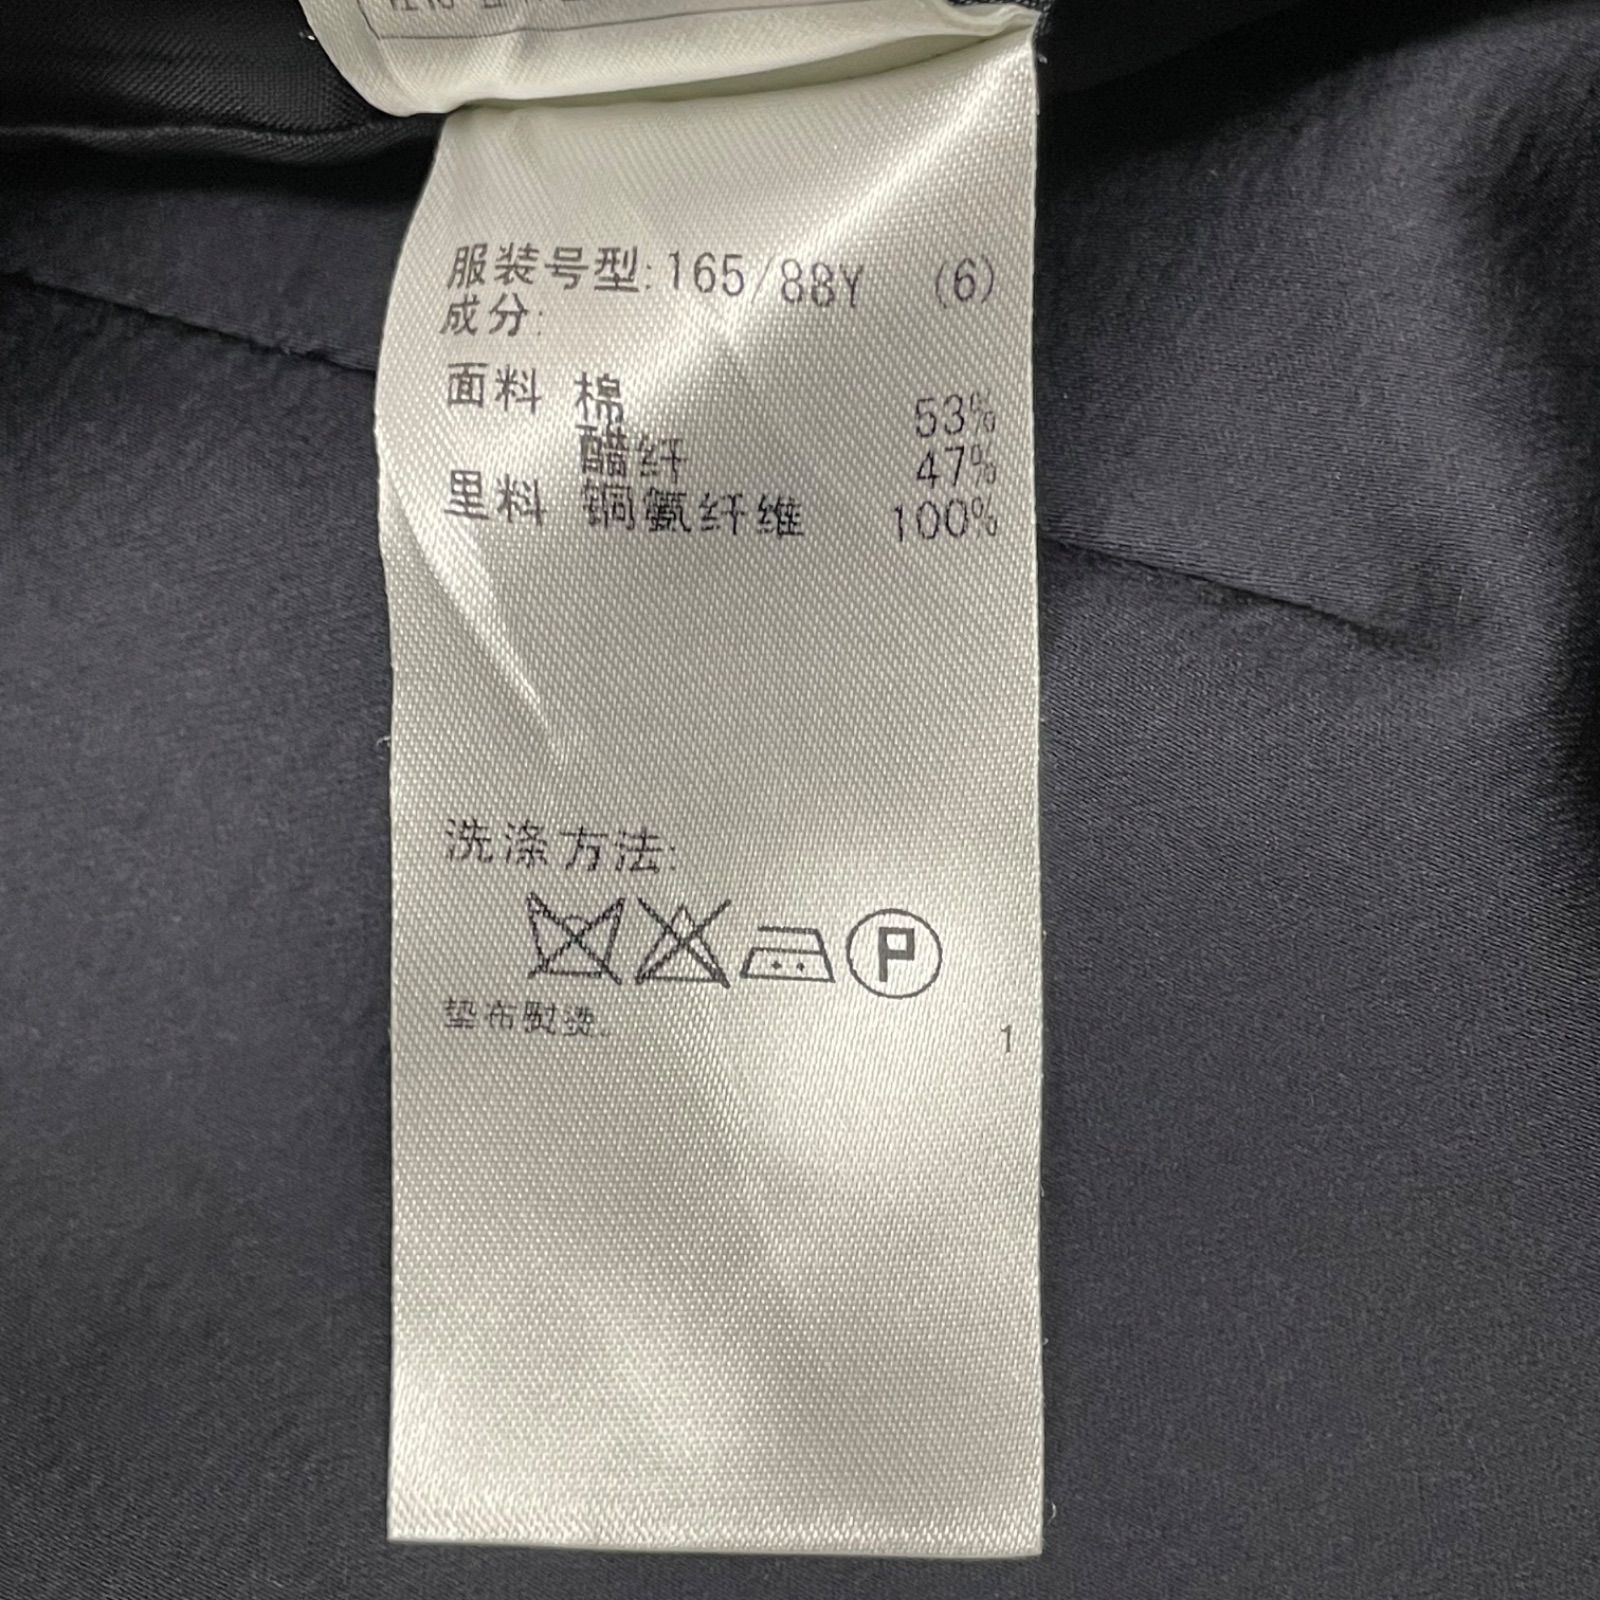 服装号型: 165/88Y (6)
成分:
面料 棉 53%
醋纤 47%
里料 铜氨纤维 100%
洗涤方法:
P
垫布熨烫.
1